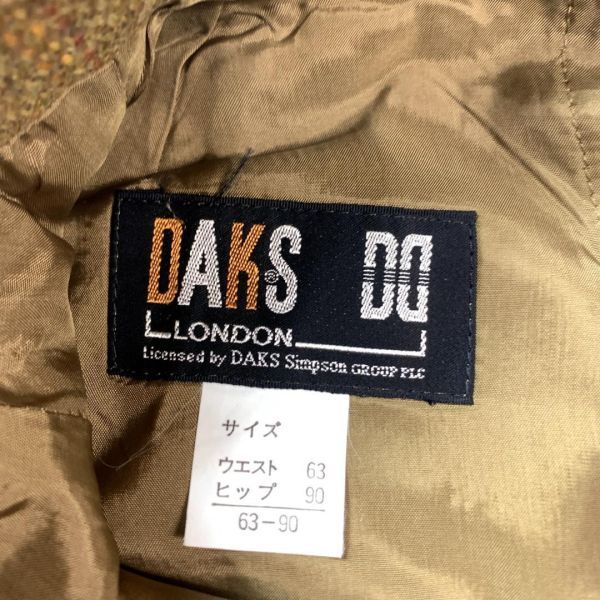 DAKS® DD
LONDON
Licensed by DAKS Simpson GROUP PLC
サイズ
ウエスト 63
ヒップ 90
63-90